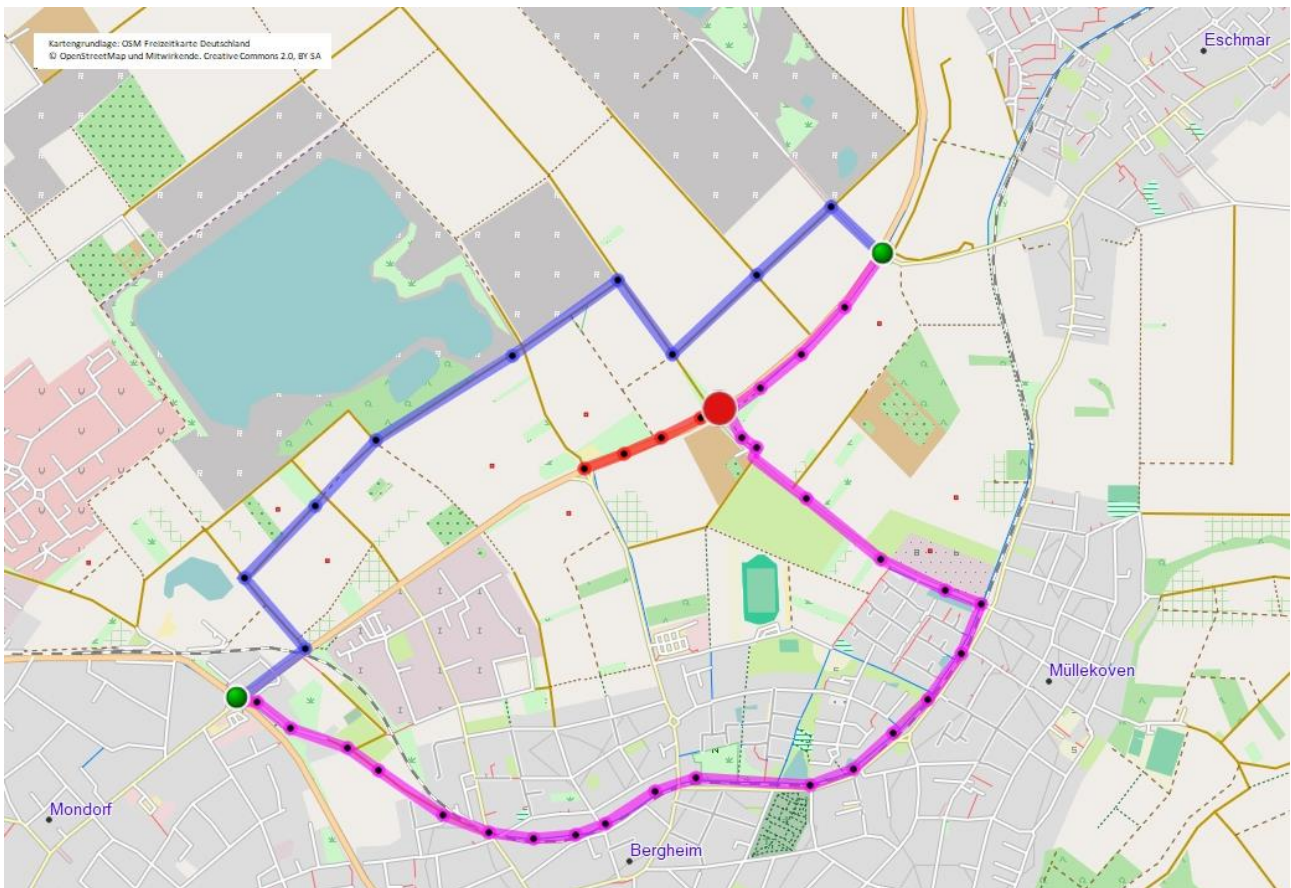 Kartengrundlage: OSM Freizeitkarte Deutschland
© OpenStreetMap und Mitwirkende. Creative Commons 2.0, BY SA
Eschmar
Müllekoven
Mondorf
Bergheim